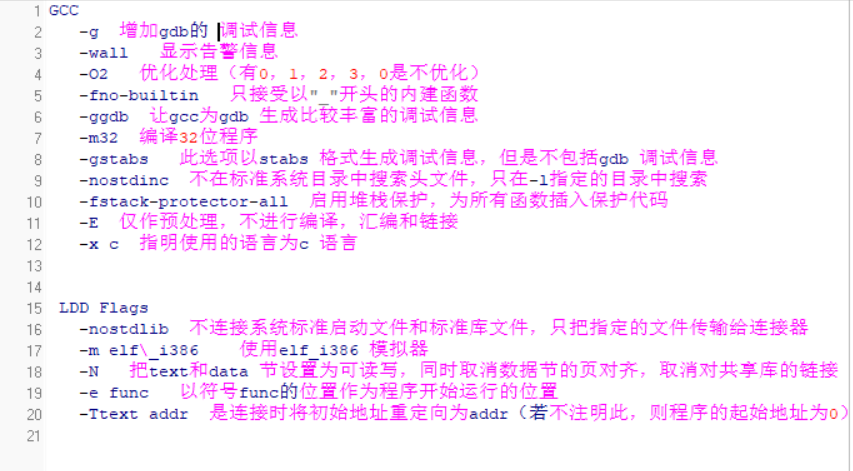 1 GCC
2 -g 增加gdb的 调试信息
3 -wall 显示告警信息
4 -O2 优化处理（有0，1，2，3，0是不优化）
5 -fno-builtin 只接受以"_"开头的内建函数
6 -ggdb 让gcc为gdb 生成比较丰富的调试信息
7 -m32 编译32位程序
8 -gstabs 此选项以stabs 格式生成调试信息，但是不包括gdb 调试信息
9 -nostdinc 不在标准系统目录中搜索头文件，只在-l指定的目录中搜索
10 -fstack-protector-all 启用堆栈保护，为所有函数插入保护代码
11 -E 仅作预处理，不进行编译，汇编和链接
12 -x c 指明使用的语言为c 语言
13
14
15 LDD Flags
16 -nostdlib 不连接系统标准启动文件和标准库文件，只把指定的文件传输给连接器
17 -m elf\_i386 使用elf_i386 模拟器
18 -N 把text和data 节设置为可读写，同时取消数据节的页对齐，取消对共享库的链接
19 -e func 以符号func的位置作为程序开始运行的位置
20 -Ttext addr 是连接时将初始地址重定向为addr（若不注明此，则程序的起始地址为0）
21